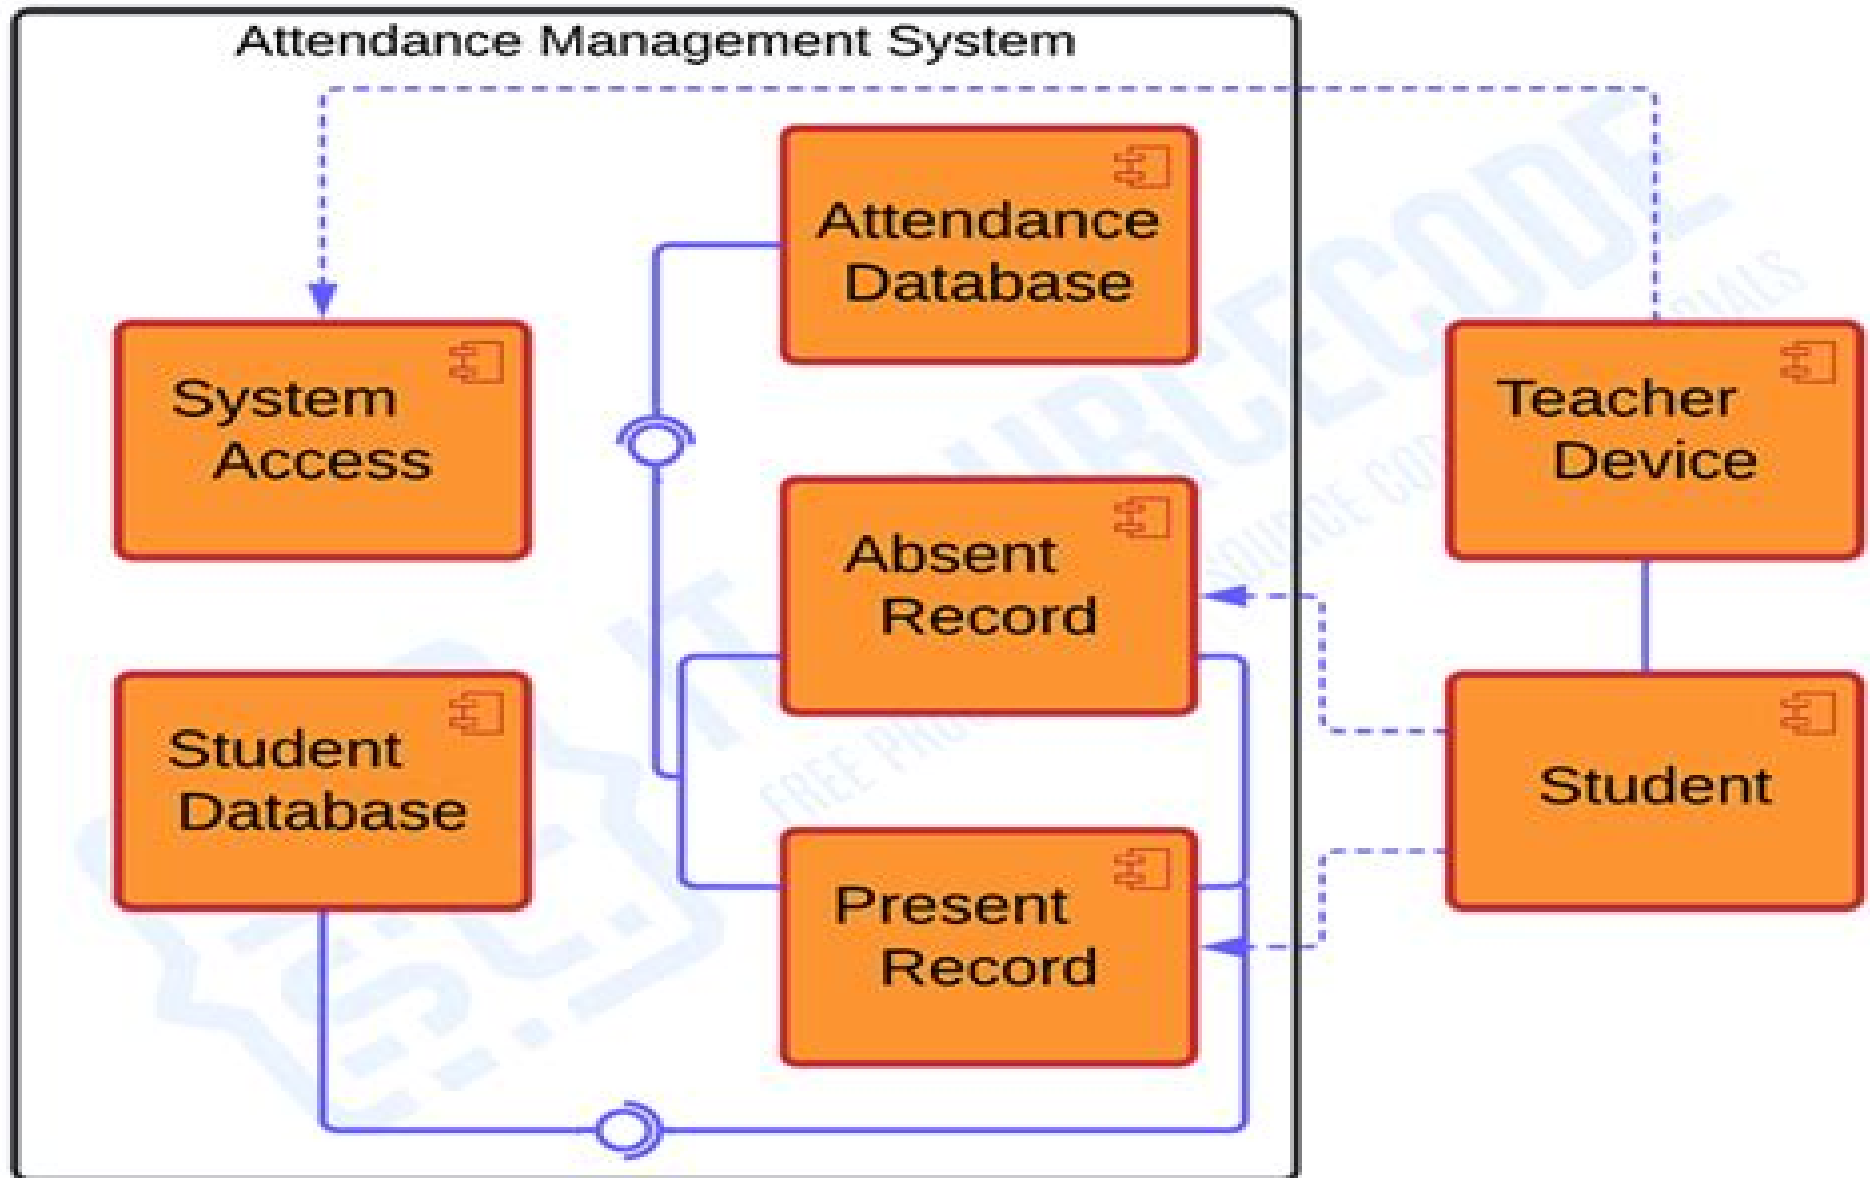 Attendance Management System
Attendance
Database
System
Access
Teacher
Device
Absent
Record
Student
Database
Student
Present
Record